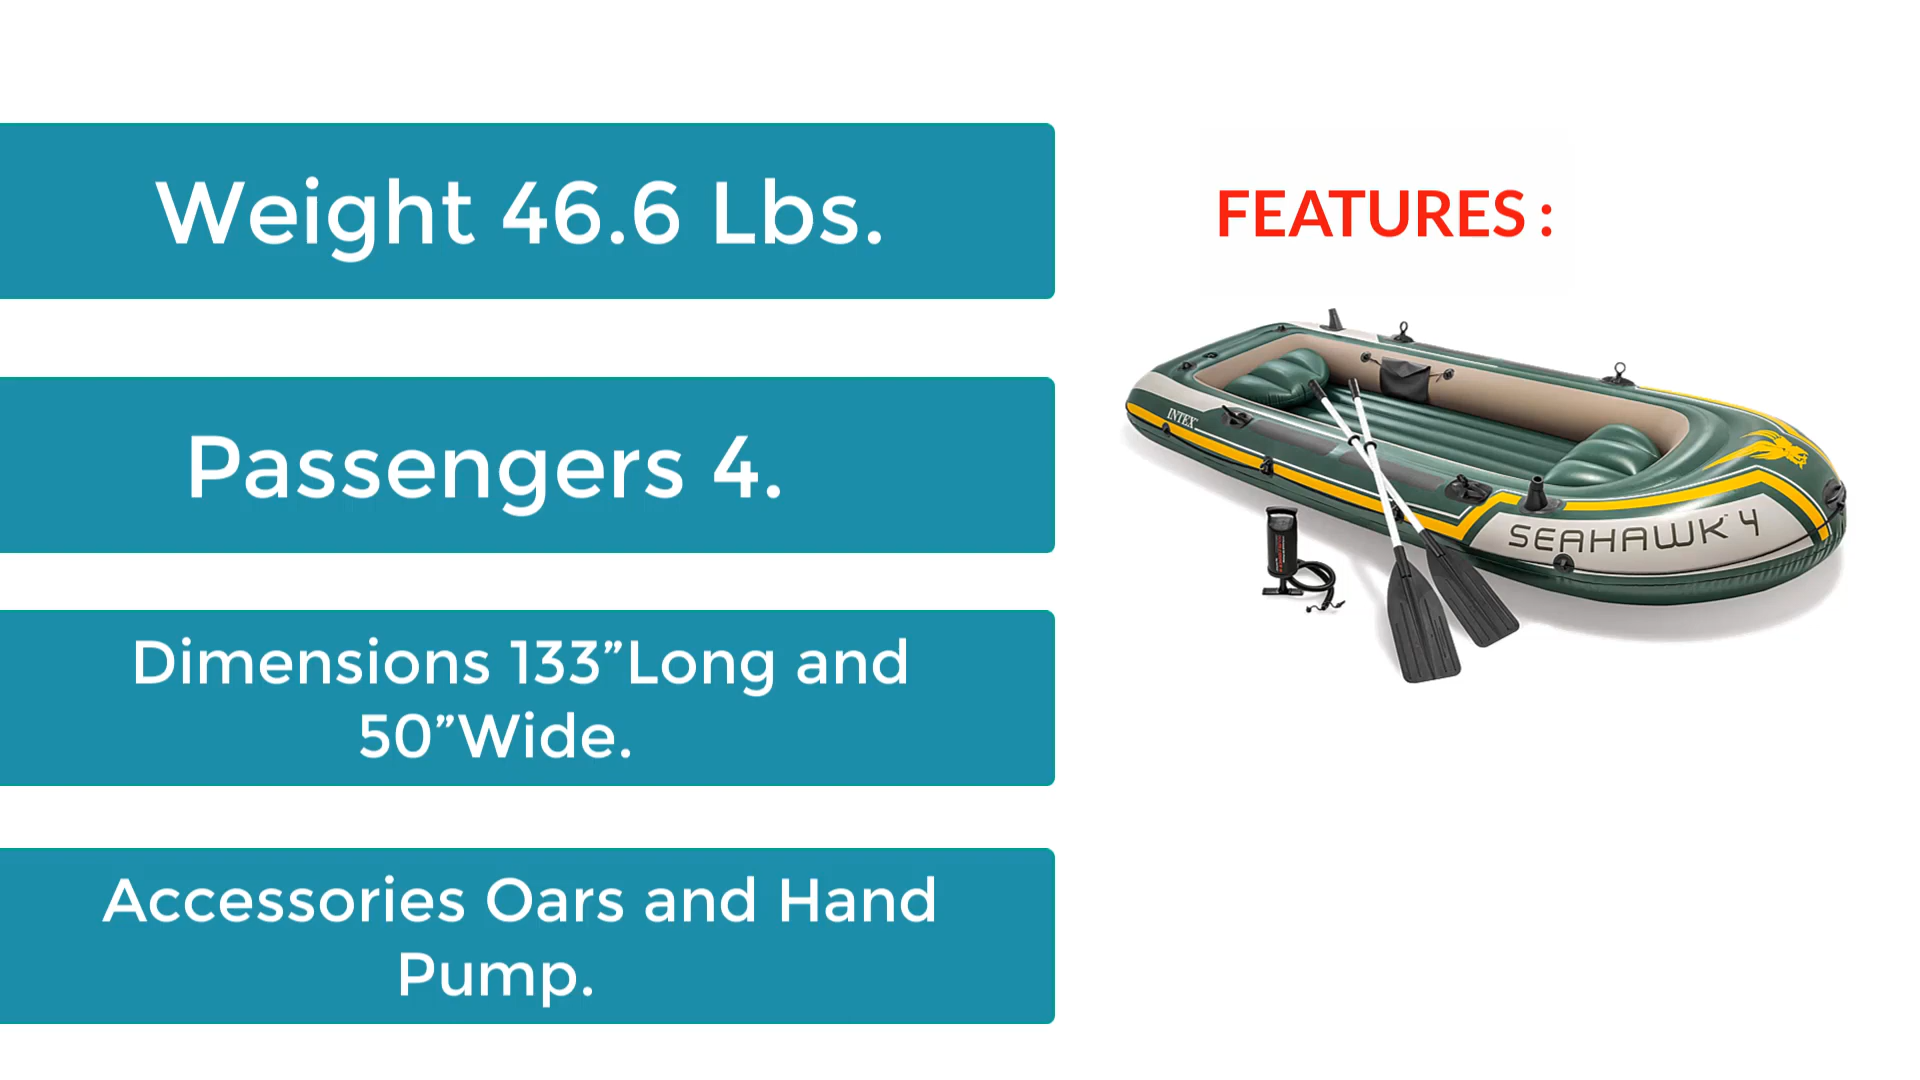 Weight 46.6 Lbs.
Passengers 4.
Dimensions 133”Long and
50”Wide.
Accessories Oars and Hand
Pump.
FEATURES :
INTEX
SEAHAWK™ 4